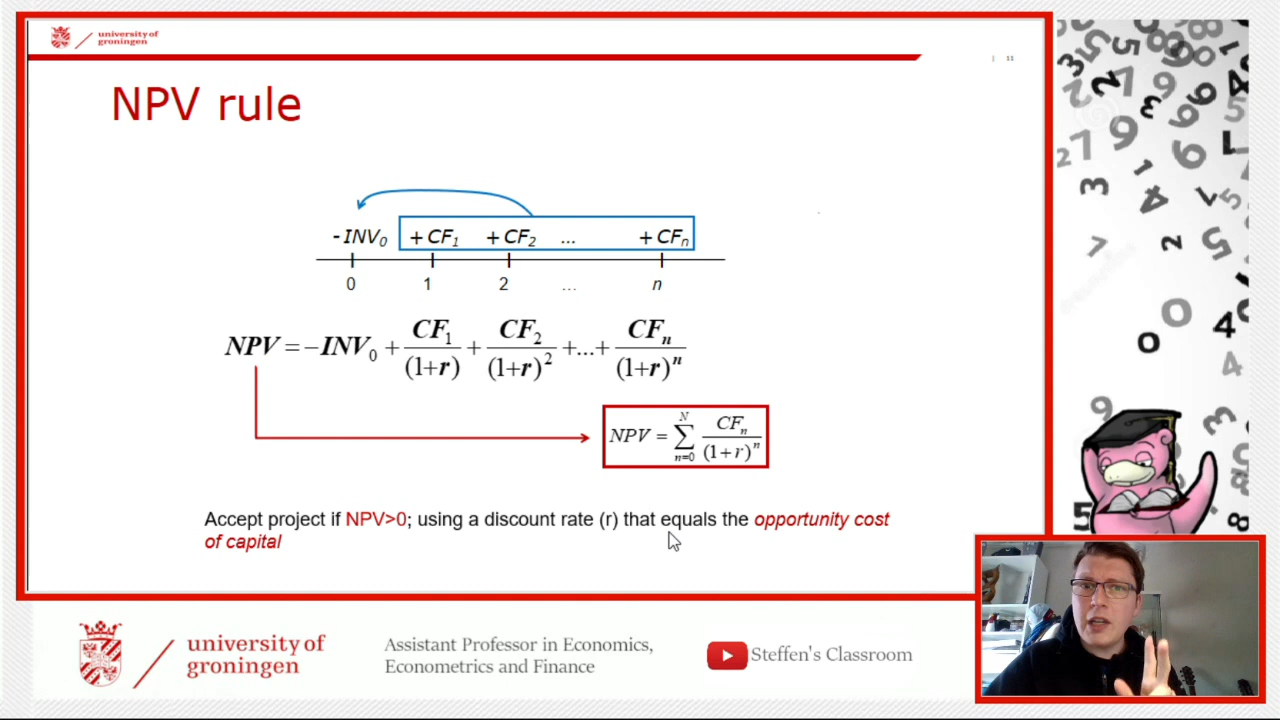 university of
groningen
| 11
NPV rule
- INV0 + CF1 + CF2 ... + CFn
0 1 2 ... n
NPV = −INV0 + CF1/(1+r) + CF2/(1+r)^2 +...+ CFn/(1+r)^n
NPV = ∑_{n=0}^{N} CFn/(1+r)^n
Accept project if NPV>0; using a discount rate (r) that equals the opportunity cost
of capital
university of
groningen
Assistant Professor in Economics,
Econometrics and Finance
Steffen's Classroom